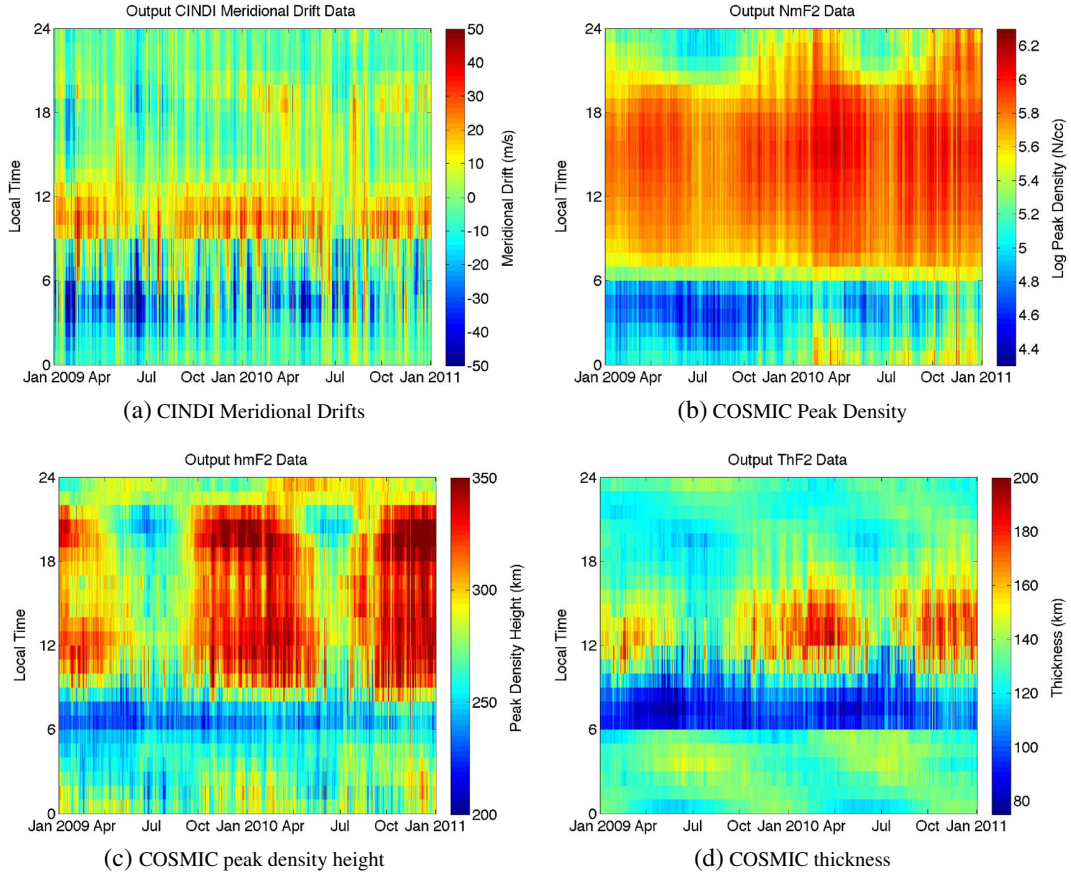 Output CINDI Meridional Drift Data
24
18
12
6
0
Local Time
Jan 2009 Apr Jul Oct Jan 2010 Apr Jul Oct Jan 2011
50
40
30
20
10
0
-10
-20
-30
-40
-50
Meridional Drift (m/s)
(a) CINDI Meridional Drifts
Output NmF2 Data
24
18
12
6
0
Local Time
Jan 2009 Apr Jul Oct Jan 2010 Apr Jul Oct Jan 2011
6.2
6
5.8
5.6
5.4
5.2
5
4.8
4.6
4.4
Log Peak Density (N/cc)
(b) COSMIC Peak Density
Output hmF2 Data
24
18
12
6
0
Local Time
Jan 2009 Apr Jul Oct Jan 2010 Apr Jul Oct Jan 2011
350
300
250
200
Peak Density Height (km)
(c) COSMIC peak density height
Output ThF2 Data
24
18
12
6
0
Local Time
Jan 2009 Apr Jul Oct Jan 2010 Apr Jul Oct Jan 2011
200
180
160
140
120
100
80
Thickness (km)
(d) COSMIC thickness